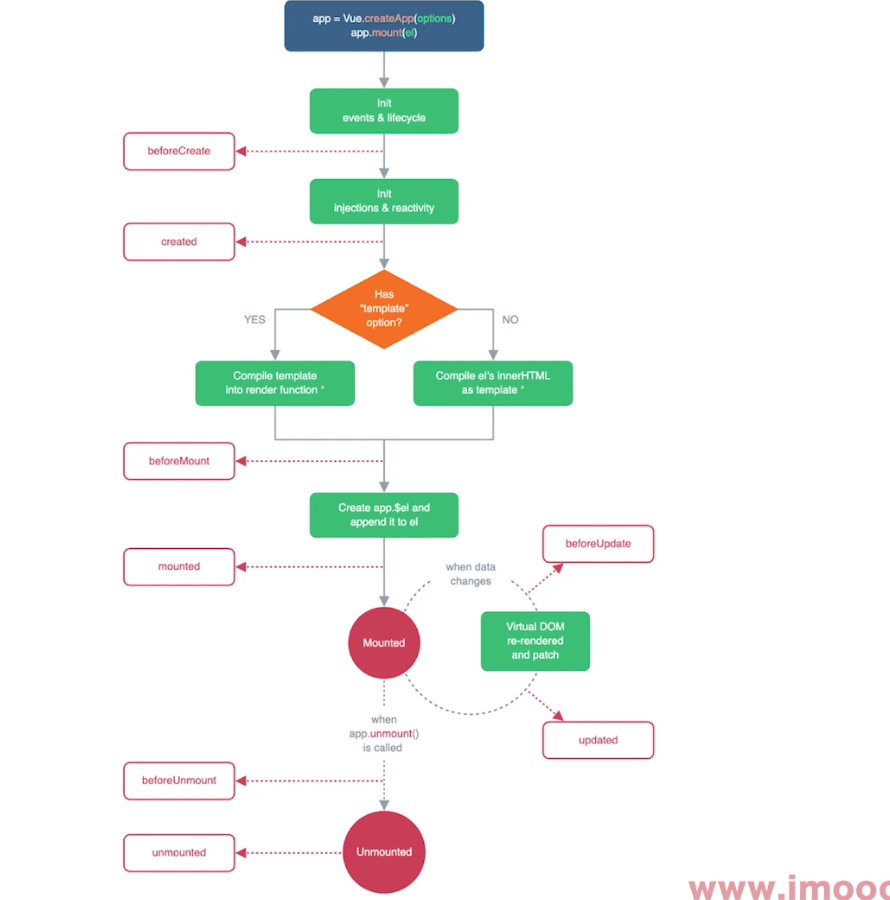 app = Vue.createApp(options)
app.mount(el)
Init
events & lifecycle
beforeCreate
Init
injections & reactivity
created
Has
“template”
option?
YES
NO
Compile template
into render function *
Compile el's innerHTML
as template *
beforeMount
Create app.$el and
append it to el
mounted
when data
changes
beforeUpdate
Mounted
Virtual DOM
re-rendered
and patch
updated
when
app.unmount()
is called
beforeUnmount
Unmounted
unmounted
www.imooc